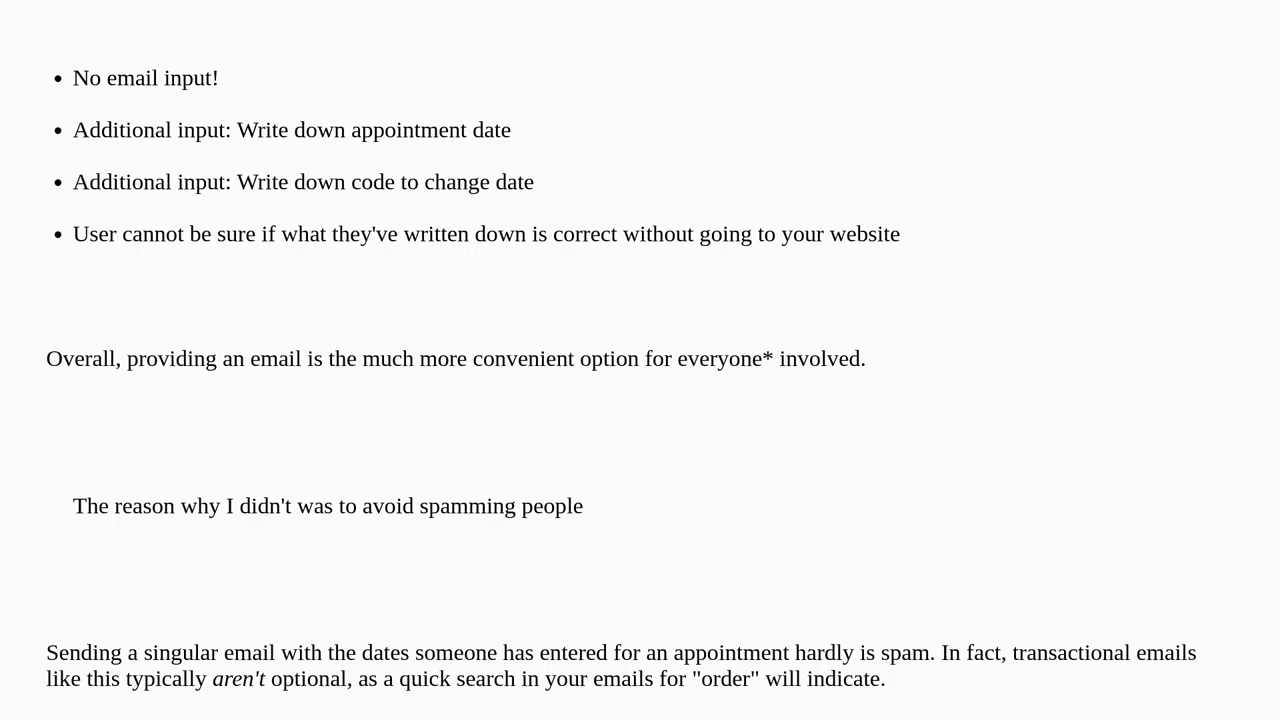 • No email input!
• Additional input: Write down appointment date
• Additional input: Write down code to change date
• User cannot be sure if what they've written down is correct without going to your website
Overall, providing an email is the much more convenient option for everyone* involved.
The reason why I didn't was to avoid spamming people
Sending a singular email with the dates someone has entered for an appointment hardly is spam. In fact, transactional emails
like this typically aren't optional, as a quick search in your emails for "order" will indicate.